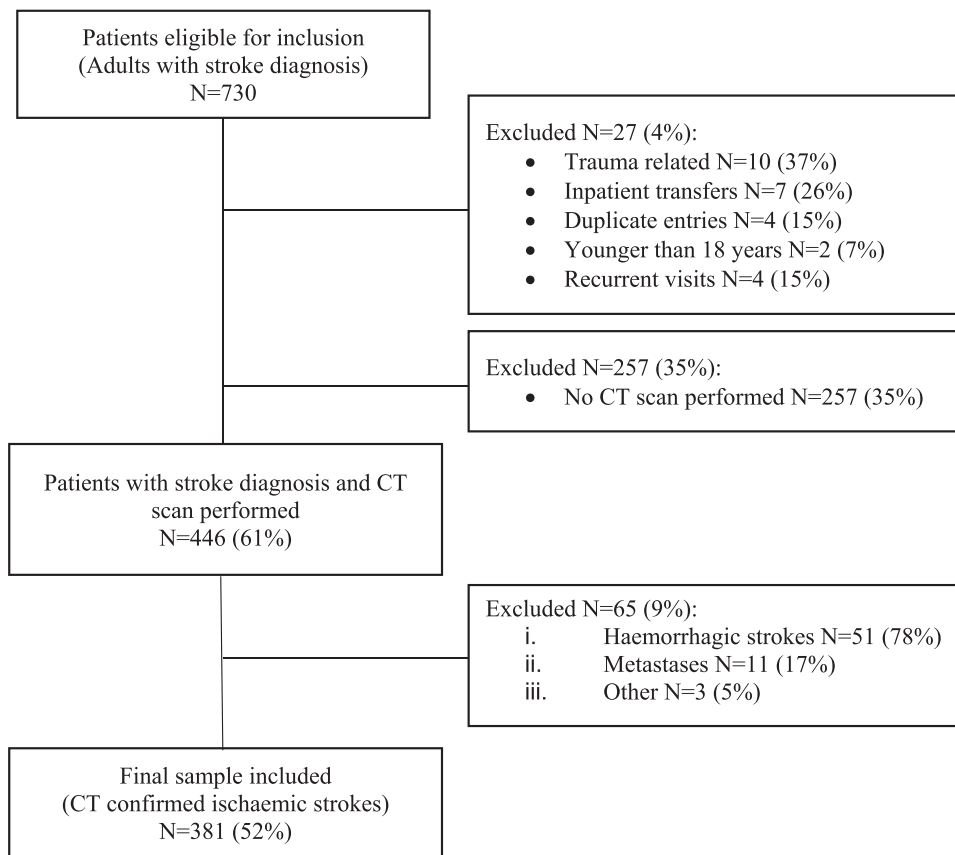 Patients eligible for inclusion
(Adults with stroke diagnosis)
N=730
Excluded N=27 (4%):
• Trauma related N=10 (37%)
• Inpatient transfers N=7 (26%)
• Duplicate entries N=4 (15%)
• Younger than 18 years N=2 (7%)
• Recurrent visits N=4 (15%)
Excluded N=257 (35%):
• No CT scan performed N=257 (35%)
Patients with stroke diagnosis and CT
scan performed
N=446 (61%)
Excluded N=65 (9%):
i. Haemorrhagic strokes N=51 (78%)
ii. Metastases N=11 (17%)
iii. Other N=3 (5%)
Final sample included
(CT confirmed ischaemic strokes)
N=381 (52%)